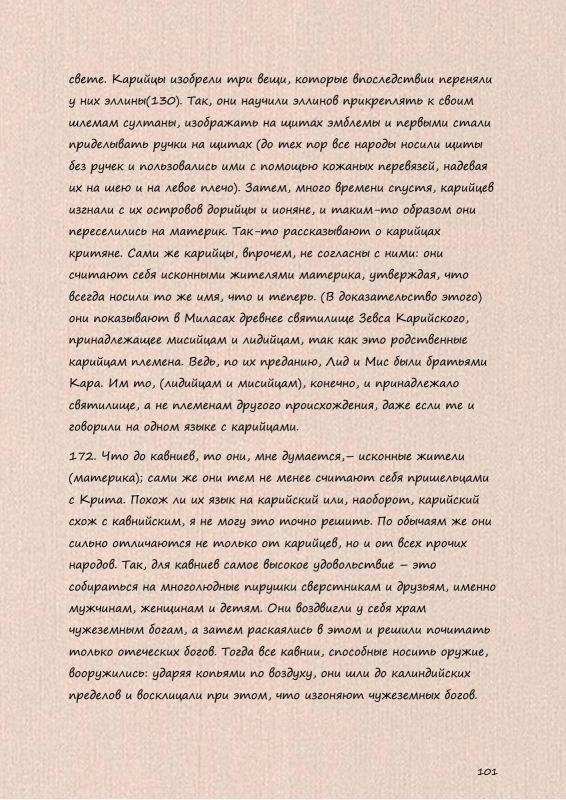 свете. Карийцы изобрели три вещи, которые впоследствии переняли
у них эллины(130). Так, они научили эллинов прикреплять к своим
шлемам султаны, изображать на щитах эмблемы и первыми стали
приделывать ручки на щитах (до тех пор все народы носили щиты
без ручек и пользовались ими с помощью кожаных перевязей, надевая
их на шею и на левое плечо). Затем, много времени спустя, карийцев
изгнали с их островов дорийцы и ионяне, и таким-то образом они
переселились на материк. Так-то рассказывают о карийцах
критяне. Сами же карийцы, впрочем, не согласны с ними: они
считают себя исконными жителями материка, утверждая, что
всегда носили то же имя, что и теперь. (В доказательство этого)
они показывают в Миласах древнее святилище Зевса Карийского,
принадлежащее мисийцам и лидийцам, так как это родственные
карийцам племена. Ведь, по их преданию, Лид и Мис были братьями
Кара. Им то, (лидийцам и мисийцам), конечно, и принадлежало
святилище, а не племенам другого происхождения, даже если те и
говорили на одном языке с карийцами.
172. Что до кавниев, то они, мне думается,– исконные жители
(материка); сами же они тем не менее считают себя пришельцами
с Крита. Похож ли их язык на карийский или, наоборот, карийский
схож с кавнийским, я не могу это точно решить. По обычаям же они
сильно отличаются не только от карийцев, но и от всех прочих
народов. Так, для кавниев самое высокое удовольствие – это
собираться на многолюдные пирушки сверстникам и друзьям, именно
мужчинам, женщинам и детям. Они воздвигли у себя храм
чужеземным богам, а затем раскаялись в этом и решили почитать
только отеческих богов. Тогда все кавнии, способные носить оружие,
вооружились: ударяя копьями по воздуху, они шли до калиндийских
пределов и восклицали при этом, что изгоняют чужеземных богов.
101